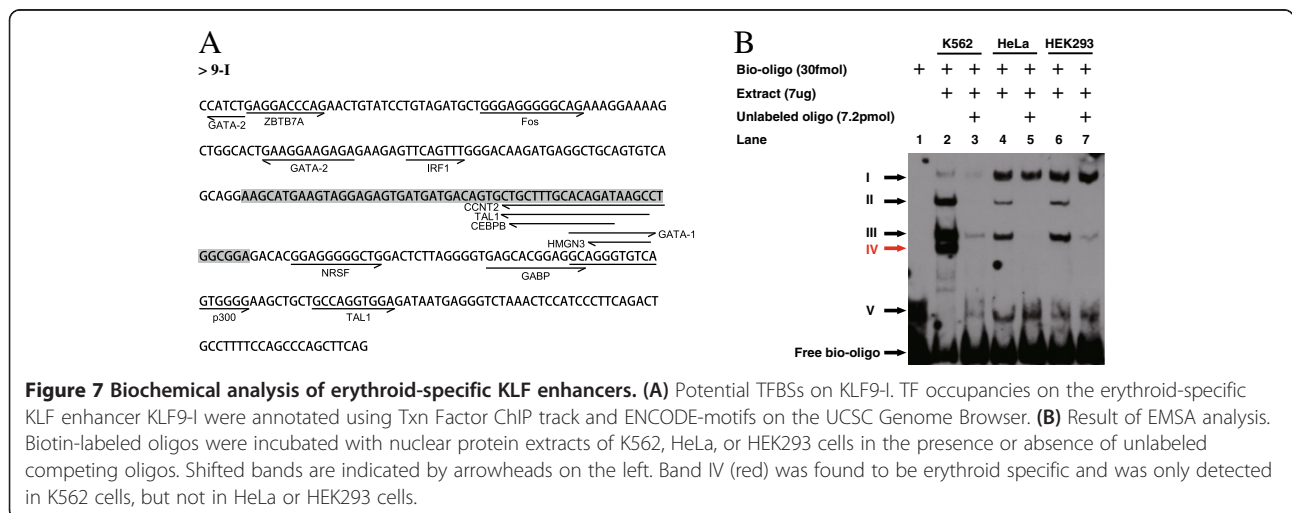 A
> 9-I
CCATCTGAGGACCCAGAACTGTATCCTGTAGATGCTGGGAGGGGGCAGAAAGGAAAAG
GATA-2 ZBTB7A Fos
CTGGCACTGAAGGAAGAGAGAAGAGTTCAGTTTGGGACAAGATGAGGCTGCAGTGTCA
GATA-2 IRF1
GCAGGAAGCATGAAGTAGGAGAGTGATGATGACAGTGCTGCTTTGCACAGATAAGCCT
CCNT2
TAL1
CEBPB
GATA-1
HMGN3
GGCGGAGACACGGAGGGGGCTGGACTCTTAGGGGTGAGCACGGAGGCAGGGTGTCA
NRSF GABP
GTGGGGAAGCTGCTGCCAGGTGGAGATAATGAGGGTCTAAACTCCATCCCTTCAGACT
p300 TAL1
GCCTTTTCCAGCCCAGCTTCAG
B
K562 HeLa HEK293
Bio-oligo (30fmol) + + + + + + +
Extract (7ug) + + + + + +
Unlabeled oligo (7.2pmol) + + +
Lane 1 2 3 4 5 6 7
I
II
III
IV
V
Free bio-oligo
Figure 7 Biochemical analysis of erythroid-specific KLF enhancers. (A) Potential TFBSs on KLF9-I. TF occupancies on the erythroid-specific
KLF enhancer KLF9-I were annotated using Txn Factor ChIP track and ENCODE-motifs on the UCSC Genome Browser. (B) Result of EMSA analysis.
Biotin-labeled oligos were incubated with nuclear protein extracts of K562, HeLa, or HEK293 cells in the presence or absence of unlabeled
competing oligos. Shifted bands are indicated by arrowheads on the left. Band IV (red) was found to be erythroid specific and was only detected
in K562 cells, but not in HeLa or HEK293 cells.